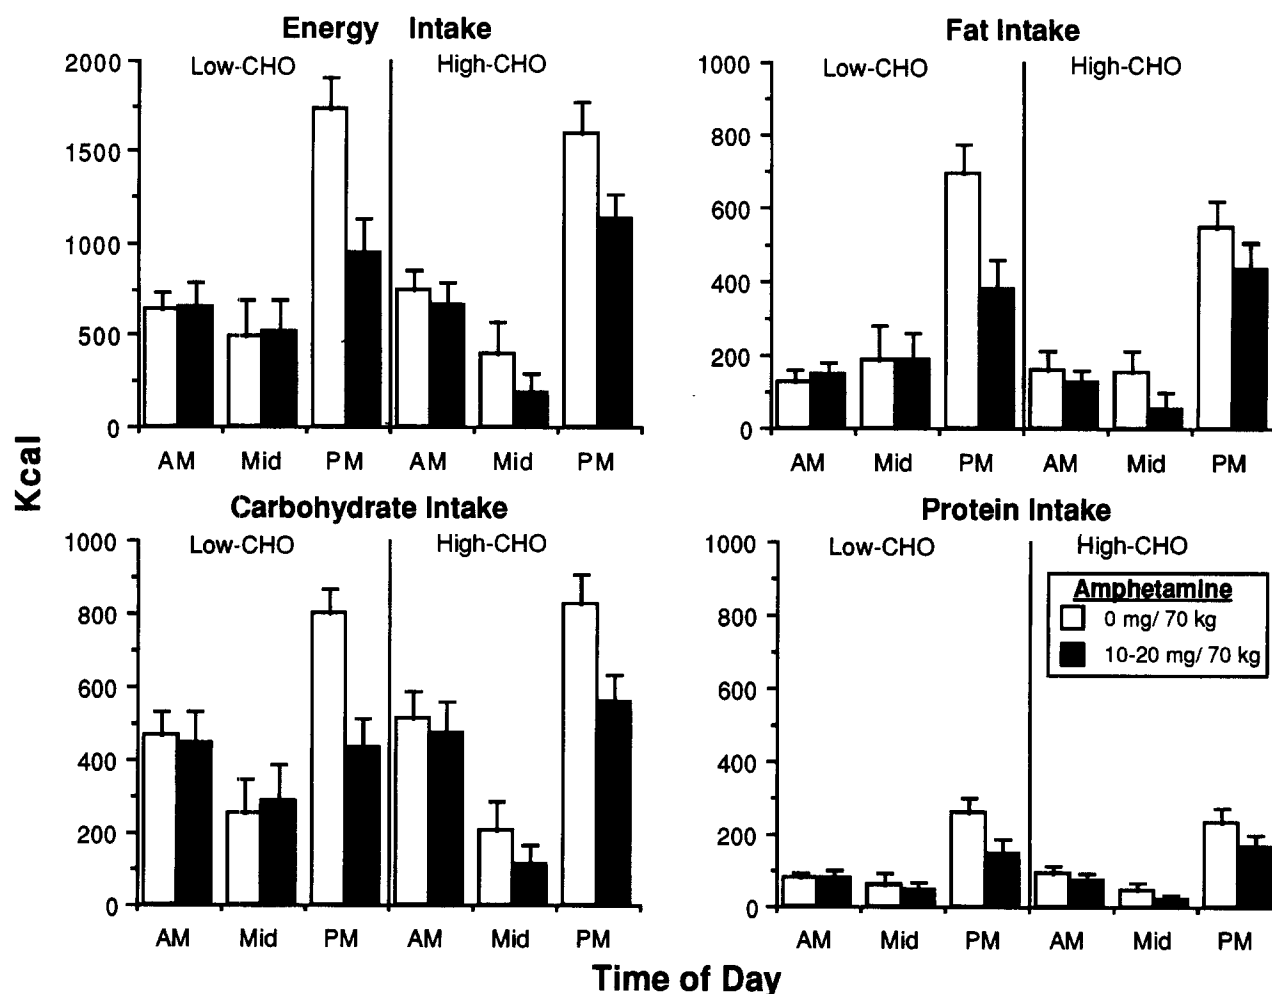 Energy Intake
Low-CHO High-CHO
2000
1500
1000
500
0
AM Mid PM AM Mid PM
Fat Intake
Low-CHO High-CHO
1000
800
600
400
200
0
AM Mid PM AM Mid PM
Kcal
Carbohydrate Intake
Low-CHO High-CHO
1000
800
600
400
200
0
AM Mid PM AM Mid PM
Protein Intake
Low-CHO High-CHO
1000
800
600
400
200
0
Amphetamine
0 mg/ 70 kg
10-20 mg/ 70 kg
AM Mid PM AM Mid PM
Time of Day